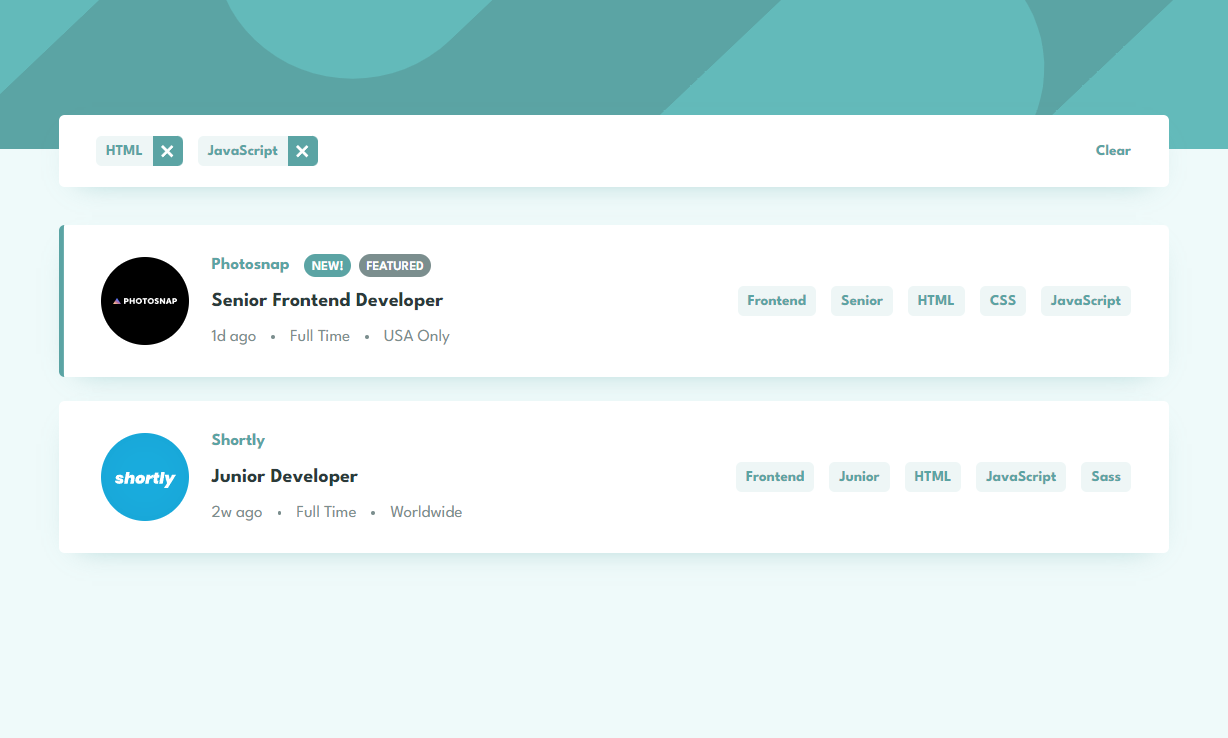 HTML JavaScript Clear
Photosnap NEW! FEATURED
PHOTOSNAP
Senior Frontend Developer
Frontend Senior HTML CSS JavaScript
1d ago • Full Time • USA Only
Shortly
shortly
Junior Developer
Frontend Junior HTML JavaScript Sass
2w ago • Full Time • Worldwide